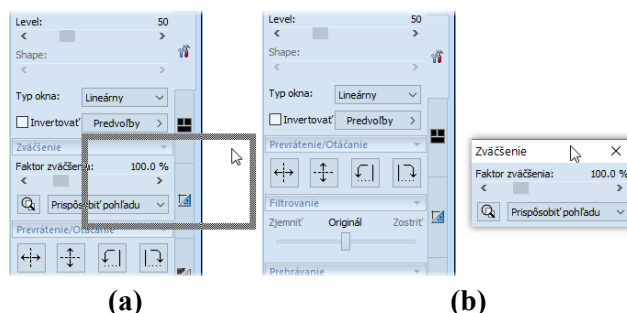 Level: 50
Shape:
Typ okna: Lineárny
Invertovať Predvoľby >
Zväčšenie
Faktor zväčšenia: 100.0 %
Prispôsobiť pohľadu
Prevrátenie/Otáčanie
(a)
Level: 50
Shape:
Typ okna: Lineárny
Invertovať Predvoľby >
Prevrátenie/Otáčanie
Filtrovanie
Zjemniť Originál Zostriť
Prehrávanie
Zväčšenie
Faktor zväčšenia: 100.0 %
Prispôsobiť pohľadu
(b)